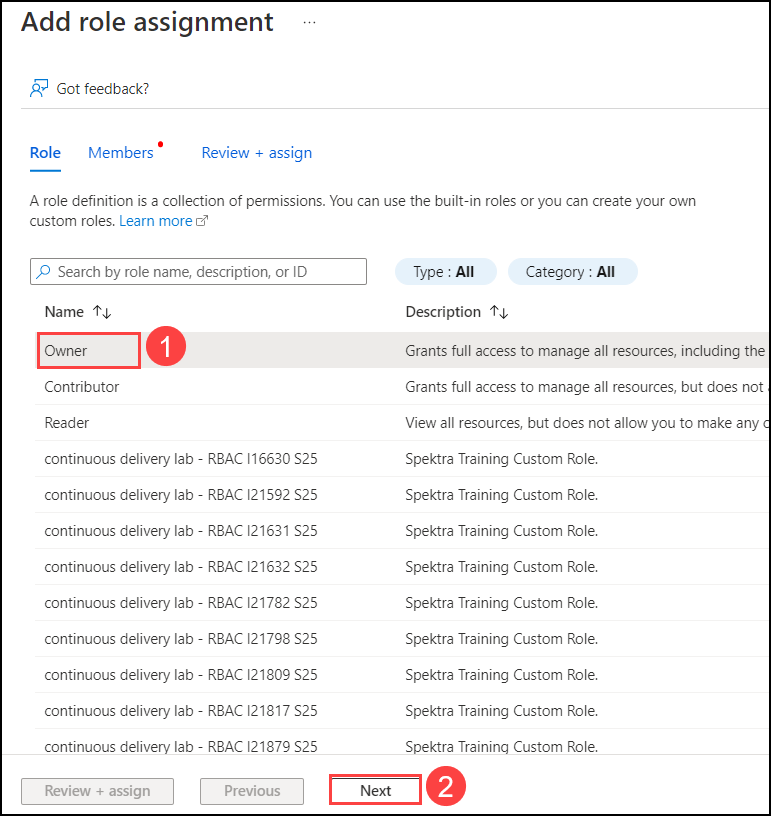 Add role assignment ...
Got feedback?
Role Members Review + assign
A role definition is a collection of permissions. You can use the built-in roles or you can create your own
custom roles. Learn more
Search by role name, description, or ID Type : All Category : All
Name ↑↓ Description ↑↓
Owner 1 Grants full access to manage all resources, including the
Contributor Grants full access to manage all resources, but does not
Reader View all resources, but does not allow you to make any
continuous delivery lab - RBAC I16630 S25 Spektra Training Custom Role.
continuous delivery lab - RBAC I21592 S25 Spektra Training Custom Role.
continuous delivery lab - RBAC I21631 S25 Spektra Training Custom Role.
continuous delivery lab - RBAC I21632 S25 Spektra Training Custom Role.
continuous delivery lab - RBAC I21782 S25 Spektra Training Custom Role.
continuous delivery lab - RBAC I21798 S25 Spektra Training Custom Role.
continuous delivery lab - RBAC I21809 S25 Spektra Training Custom Role.
continuous delivery lab - RBAC I21817 S25 Spektra Training Custom Role.
continuous delivery lab - RBAC I21879 S25 Spektra Training Custom Role.
Review + assign Previous Next 2